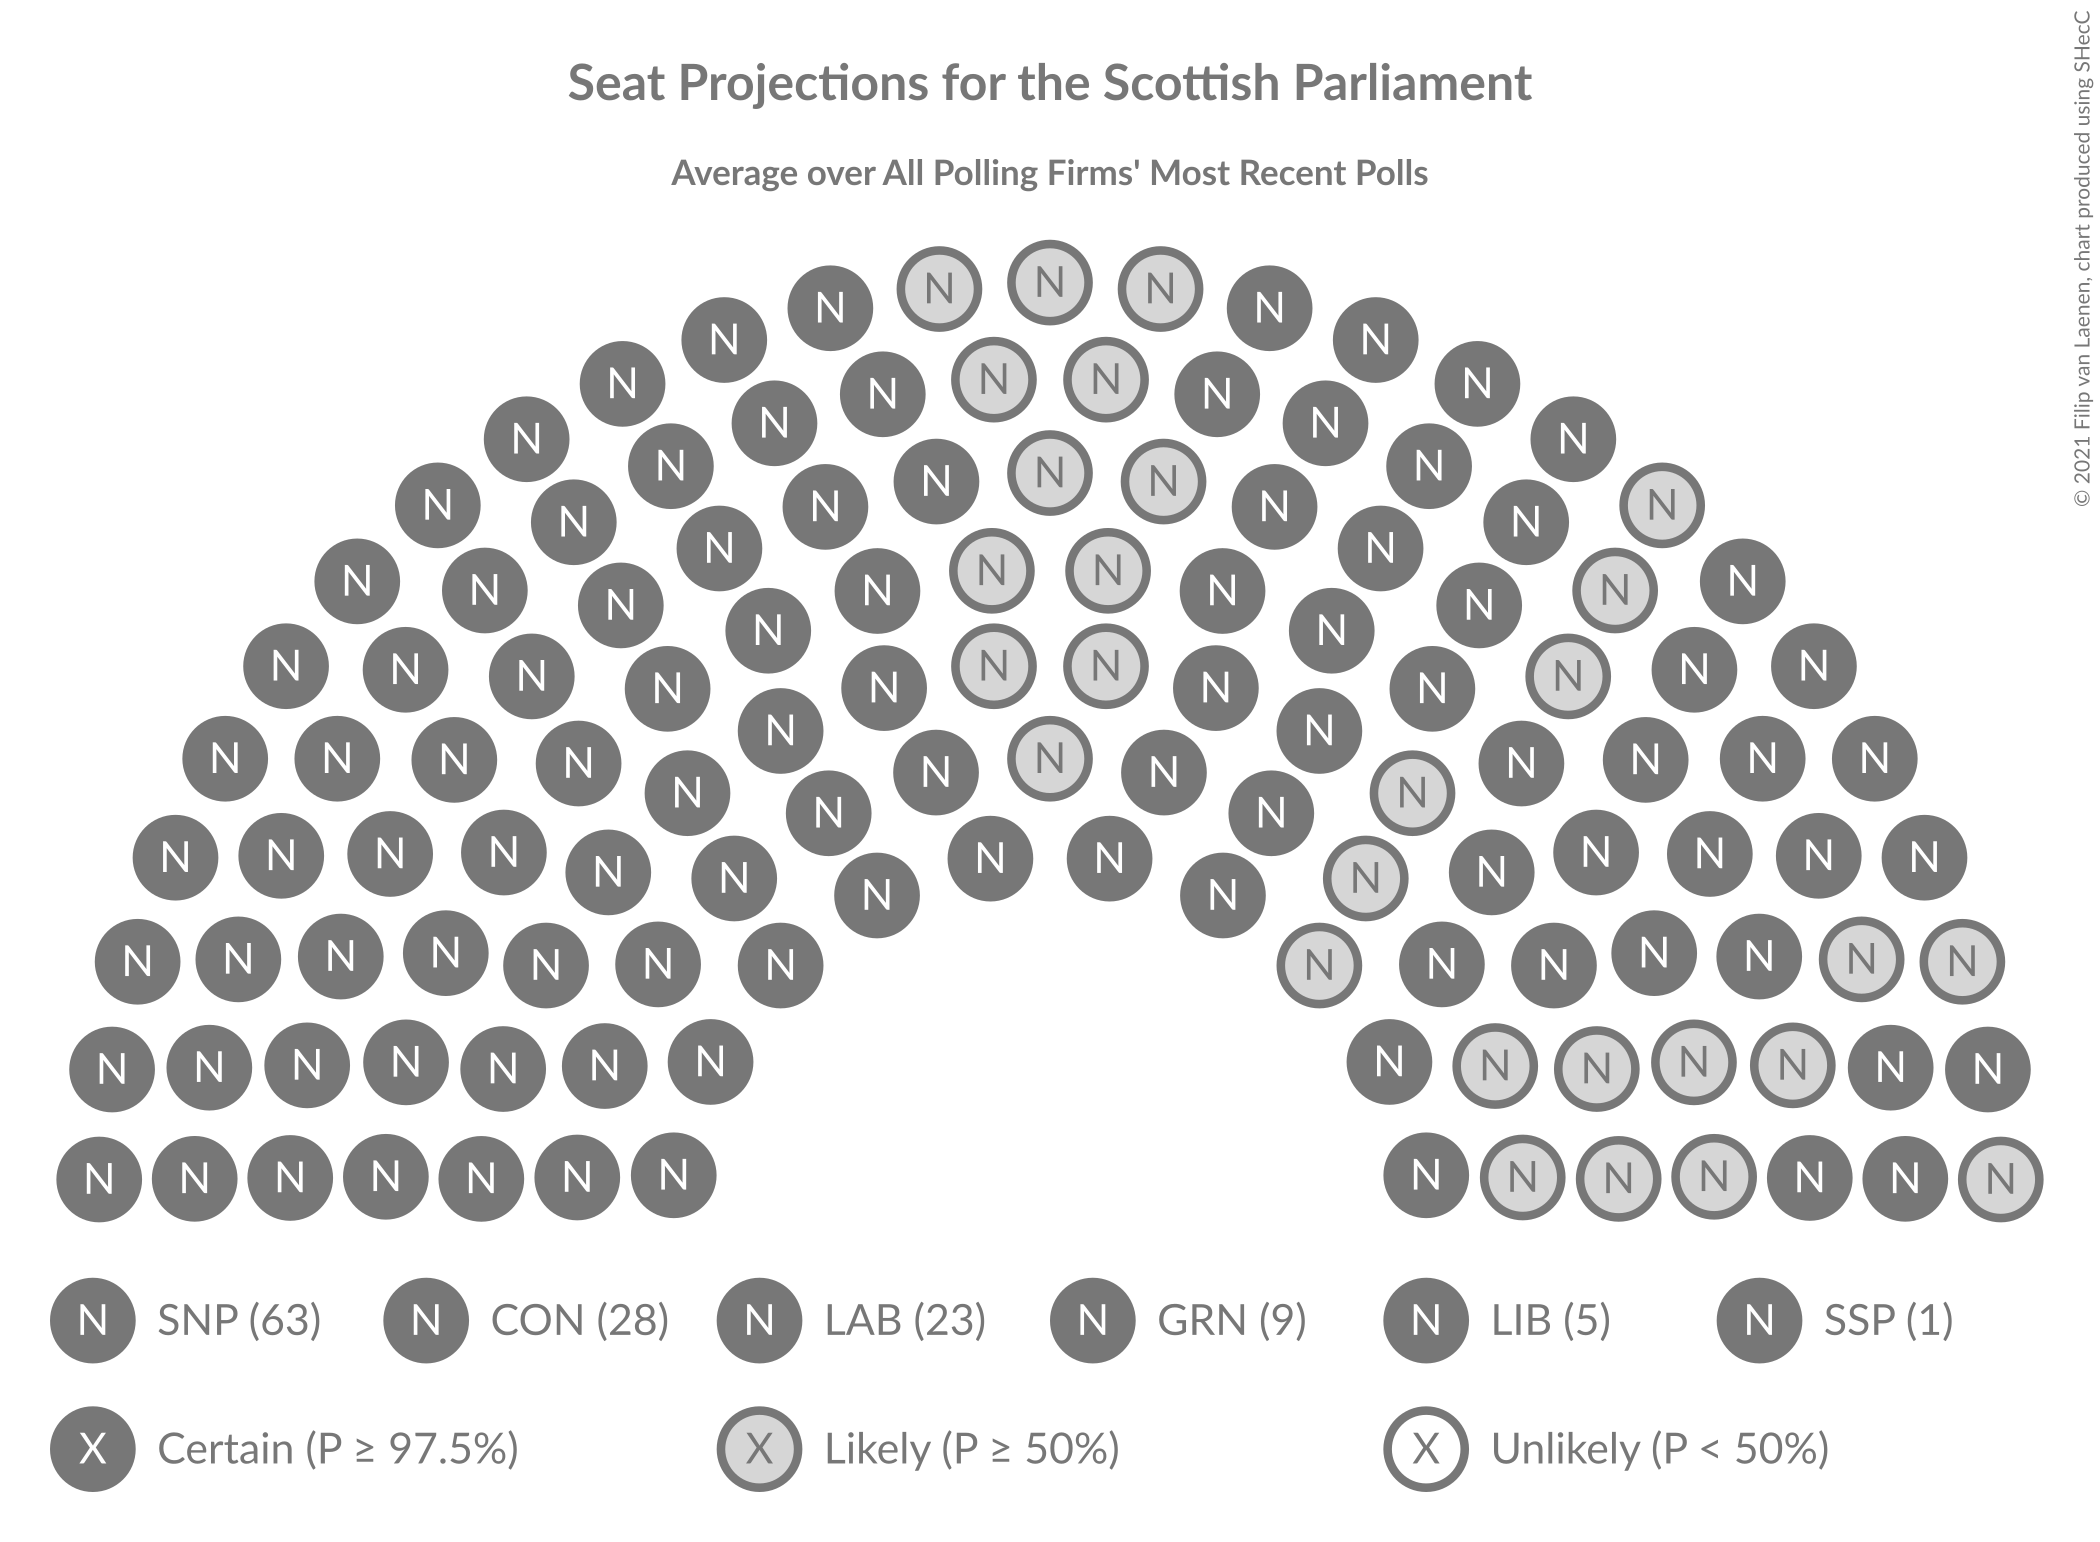 © 2021 Filip van Laenen, chart produced using SHecC
Seat Projections for the Scottish Parliament
Average over All Polling Firms' Most Recent Polls
N N N N N
N N
N N N N N N
N N N N
N N N N N
N N N N
N N N N
N N N N N N N N N N
N N
N N N N N N N N N N N N
N N
N N N N N N N N N N N
N N N N
N N N N N N N N N N N N N N
N N
N N N N N N N N N N N N N N
N N N N N N N N N N N N N N
N N N N N N N N N N N N N N
N SNP (63) N CON (28) N LAB (23) N GRN (9) N LIB (5) N SSP (1)
X Certain (P ≥ 97.5%) X Likely (P ≥ 50%) X Unlikely (P < 50%)